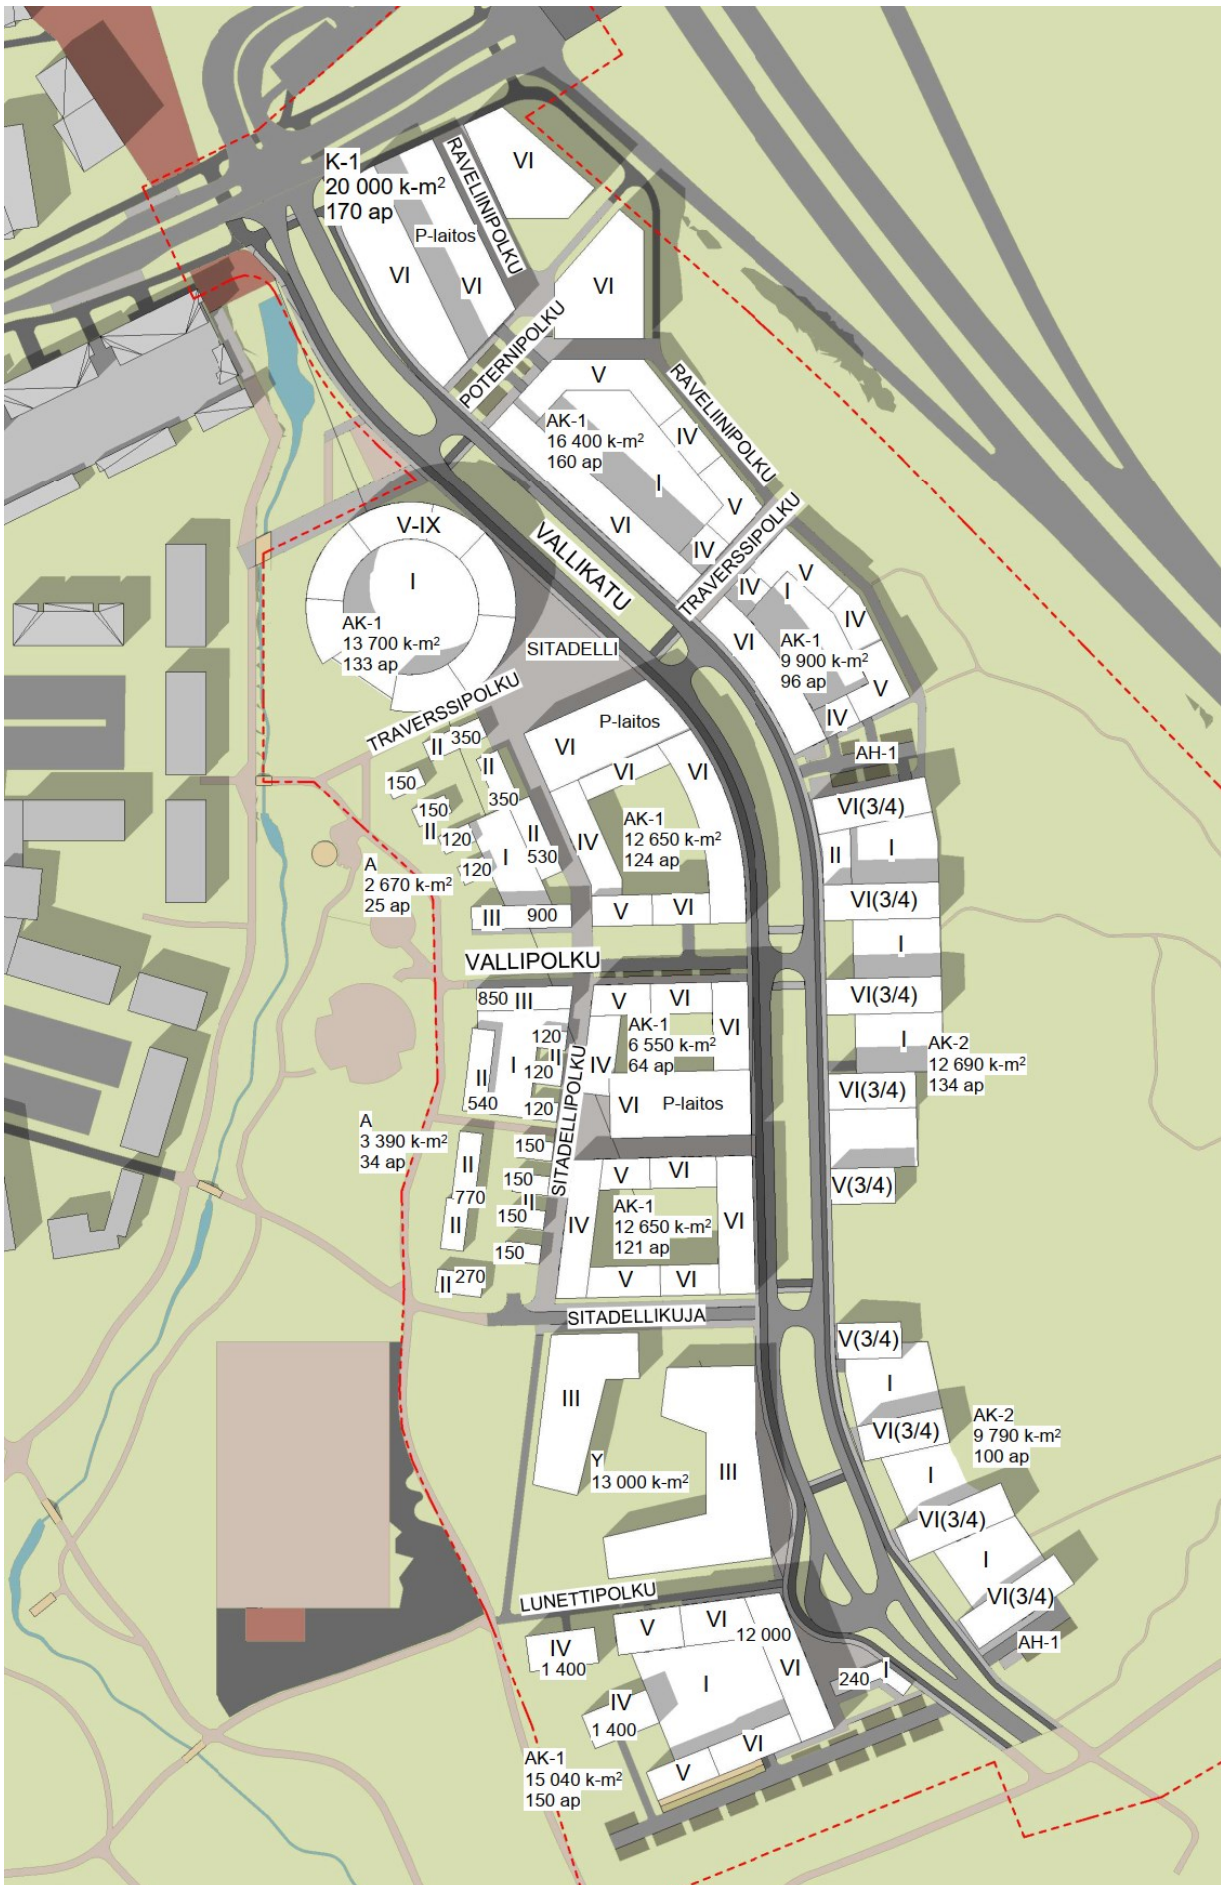 VI
K-1
20 000 k-m²
170 ap
RAVELIINIPOLKU
P-laitos
VI
VI
VI
POTERNIPOLKU
V
RAVELIINIPOLKU
AK-1
16 400 k-m²
160 ap
IV
I
V
VI
IV
V-IX
I
AK-1
13 700 k-m²
133 ap
VALLIKATU
TRAVERSSIPOLKU
V
IV
I
IV
VI
AK-1
9 900 k-m²
96 ap
V
IV
SITADELLI
TRAVERSSIPOLKU
P-laitos
VI
VI
VI
AH-1
II
350
II
150
350
150
II
120
120
I
II
530
IV
AK-1
12 650 k-m²
124 ap
VI(3/4)
II
I
A
2 670 k-m²
25 ap
III
900
V
VI
VI(3/4)
I
VALLIPOLKU
850
III
V
VI
VI
VI(3/4)
120
II
I
120
II
540
120
SITADELLIPOLKU
AK-1
6 550 k-m²
64 ap
IV
VI
P-laitos
I
AK-2
12 690 k-m²
134 ap
VI(3/4)
A
3 390 k-m²
34 ap
150
II
150
770
II
150
II
150
II
270
V
VI
V(3/4)
AK-1
12 650 k-m²
121 ap
IV
VI
V
VI
SITADELLIKUJA
V(3/4)
III
I
VI(3/4)
AK-2
9 790 k-m²
100 ap
Y
13 000 k-m²
III
I
VI(3/4)
I
VI(3/4)
LUNETTIPOLKU
V
VI
12 000
IV
1 400
AH-1
I
VI
240
I
IV
1 400
VI
V
AK-1
15 040 k-m²
150 ap